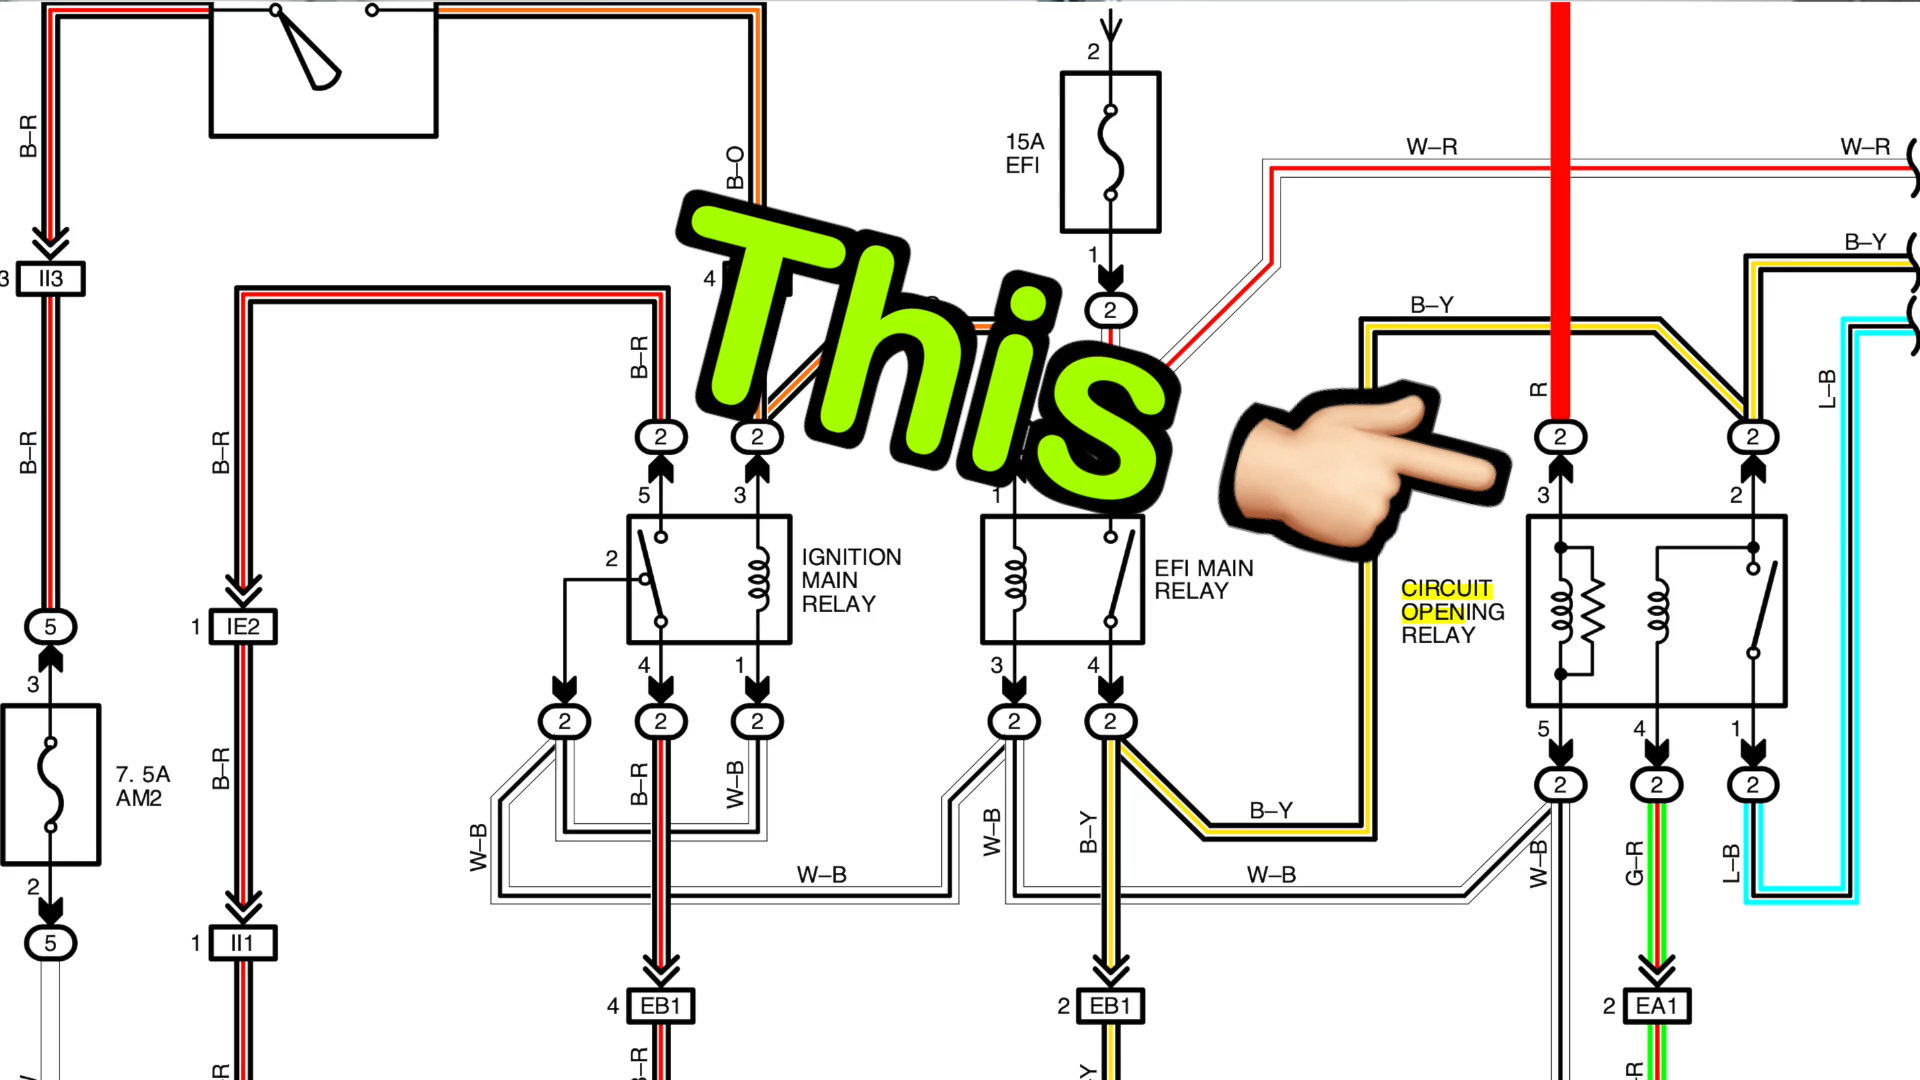 2
B–R
B–O
15A
EFI
W–R
W–R
B–Y
1
3
II3
4
2
B–Y
B–R
This
L–B
R
B–R
B–R
2
2
2
2
5
3
1
3
2
2
IGNITION
MAIN
RELAY
EFI MAIN
RELAY
CIRCUIT
OPENING
RELAY
5
1
IE2
3
4
1
3
4
2
2
2
2
2
5
4
1
7. 5A
AM2
B–R
B–R
W–B
2
2
2
W–B
W–B
B–Y
B–Y
W–B
G–R
L–B
W–B
W–B
2
5
1
II1
4
EB1
2
EB1
2
EA1
R
B–R
Y
R